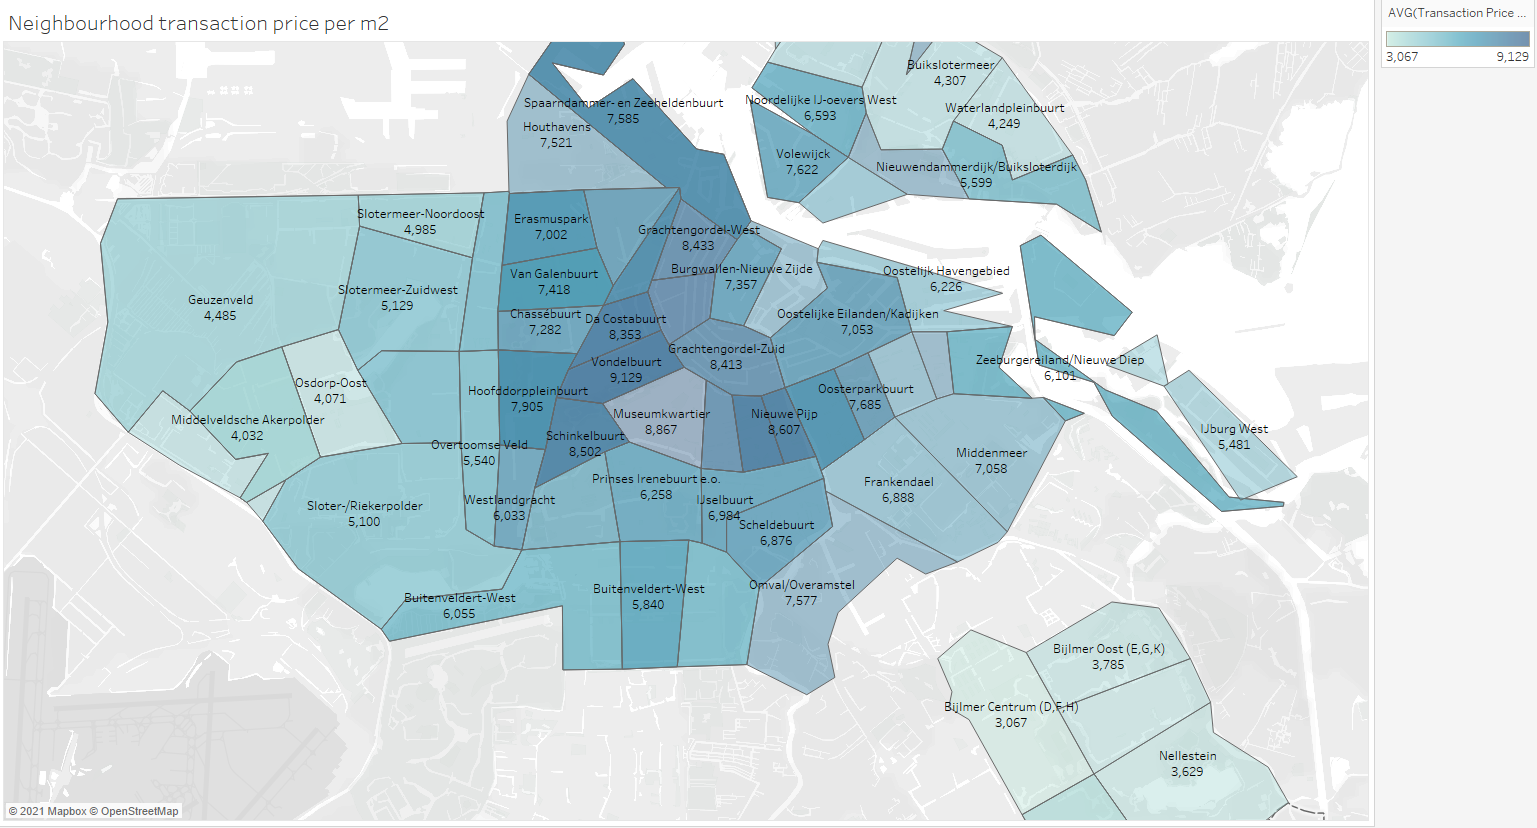 Neighbourhood transaction price per m2
AVG(Transaction Price ...
3,067 9,129
Buikslotermeer
4,307
Noordelijke IJ-oevers West
6,593
Waterlandpleinbuurt
4,249
Spaarndammer- en Zeeheldenbuurt
7,585
Houthavens
7,521
Volewijck
7,622
Nieuwendammerdijk/Buiksloterdijk
5,599
Slotermeer-Noordoost
4,985
Erasmuspark
7,002
Grachtengordel-West
8,433
Van Galenbuurt
7,418
Burgwallen-Nieuwe Zijde
7,357
Oostelijk Havengebied
6,226
Slotermeer-Zuidwest
5,129
Geuzenveld
4,485
Chassébuurt
7,282
Da Costabuurt
8,353
Oostelijke Eilanden/Kadijken
7,053
Grachtengordel-Zuid
8,413
Vondelbuurt
9,129
Zeeburgereiland/Nieuwe Diep
6,101
Osdorp-Oost
4,071
Hoofddorppleinbuurt
7,905
Oosterparkbuurt
7,685
Middelveldsche Akerpolder
4,032
Museumkwartier
8,867
Nieuwe Pijp
8,607
IJburg West
5,481
Schinkelbuurt
8,502
Overtoomse Veld
5,540
Middenmeer
7,058
Prinses Irenebuurt e.o.
6,258
Frankendael
6,888
Westlandgracht
6,033
Sloter-/Riekerpolder
5,100
IJselbuurt
6,984
Scheldebuurt
6,876
Buitenveldert-West
6,055
Buitenveldert-West
5,840
Omval/Overamstel
7,577
Bijlmer Oost (E,G,K)
3,785
Bijlmer Centrum (D,F,H)
3,067
Nellestein
3,629
© 2021 Mapbox © OpenStreetMap